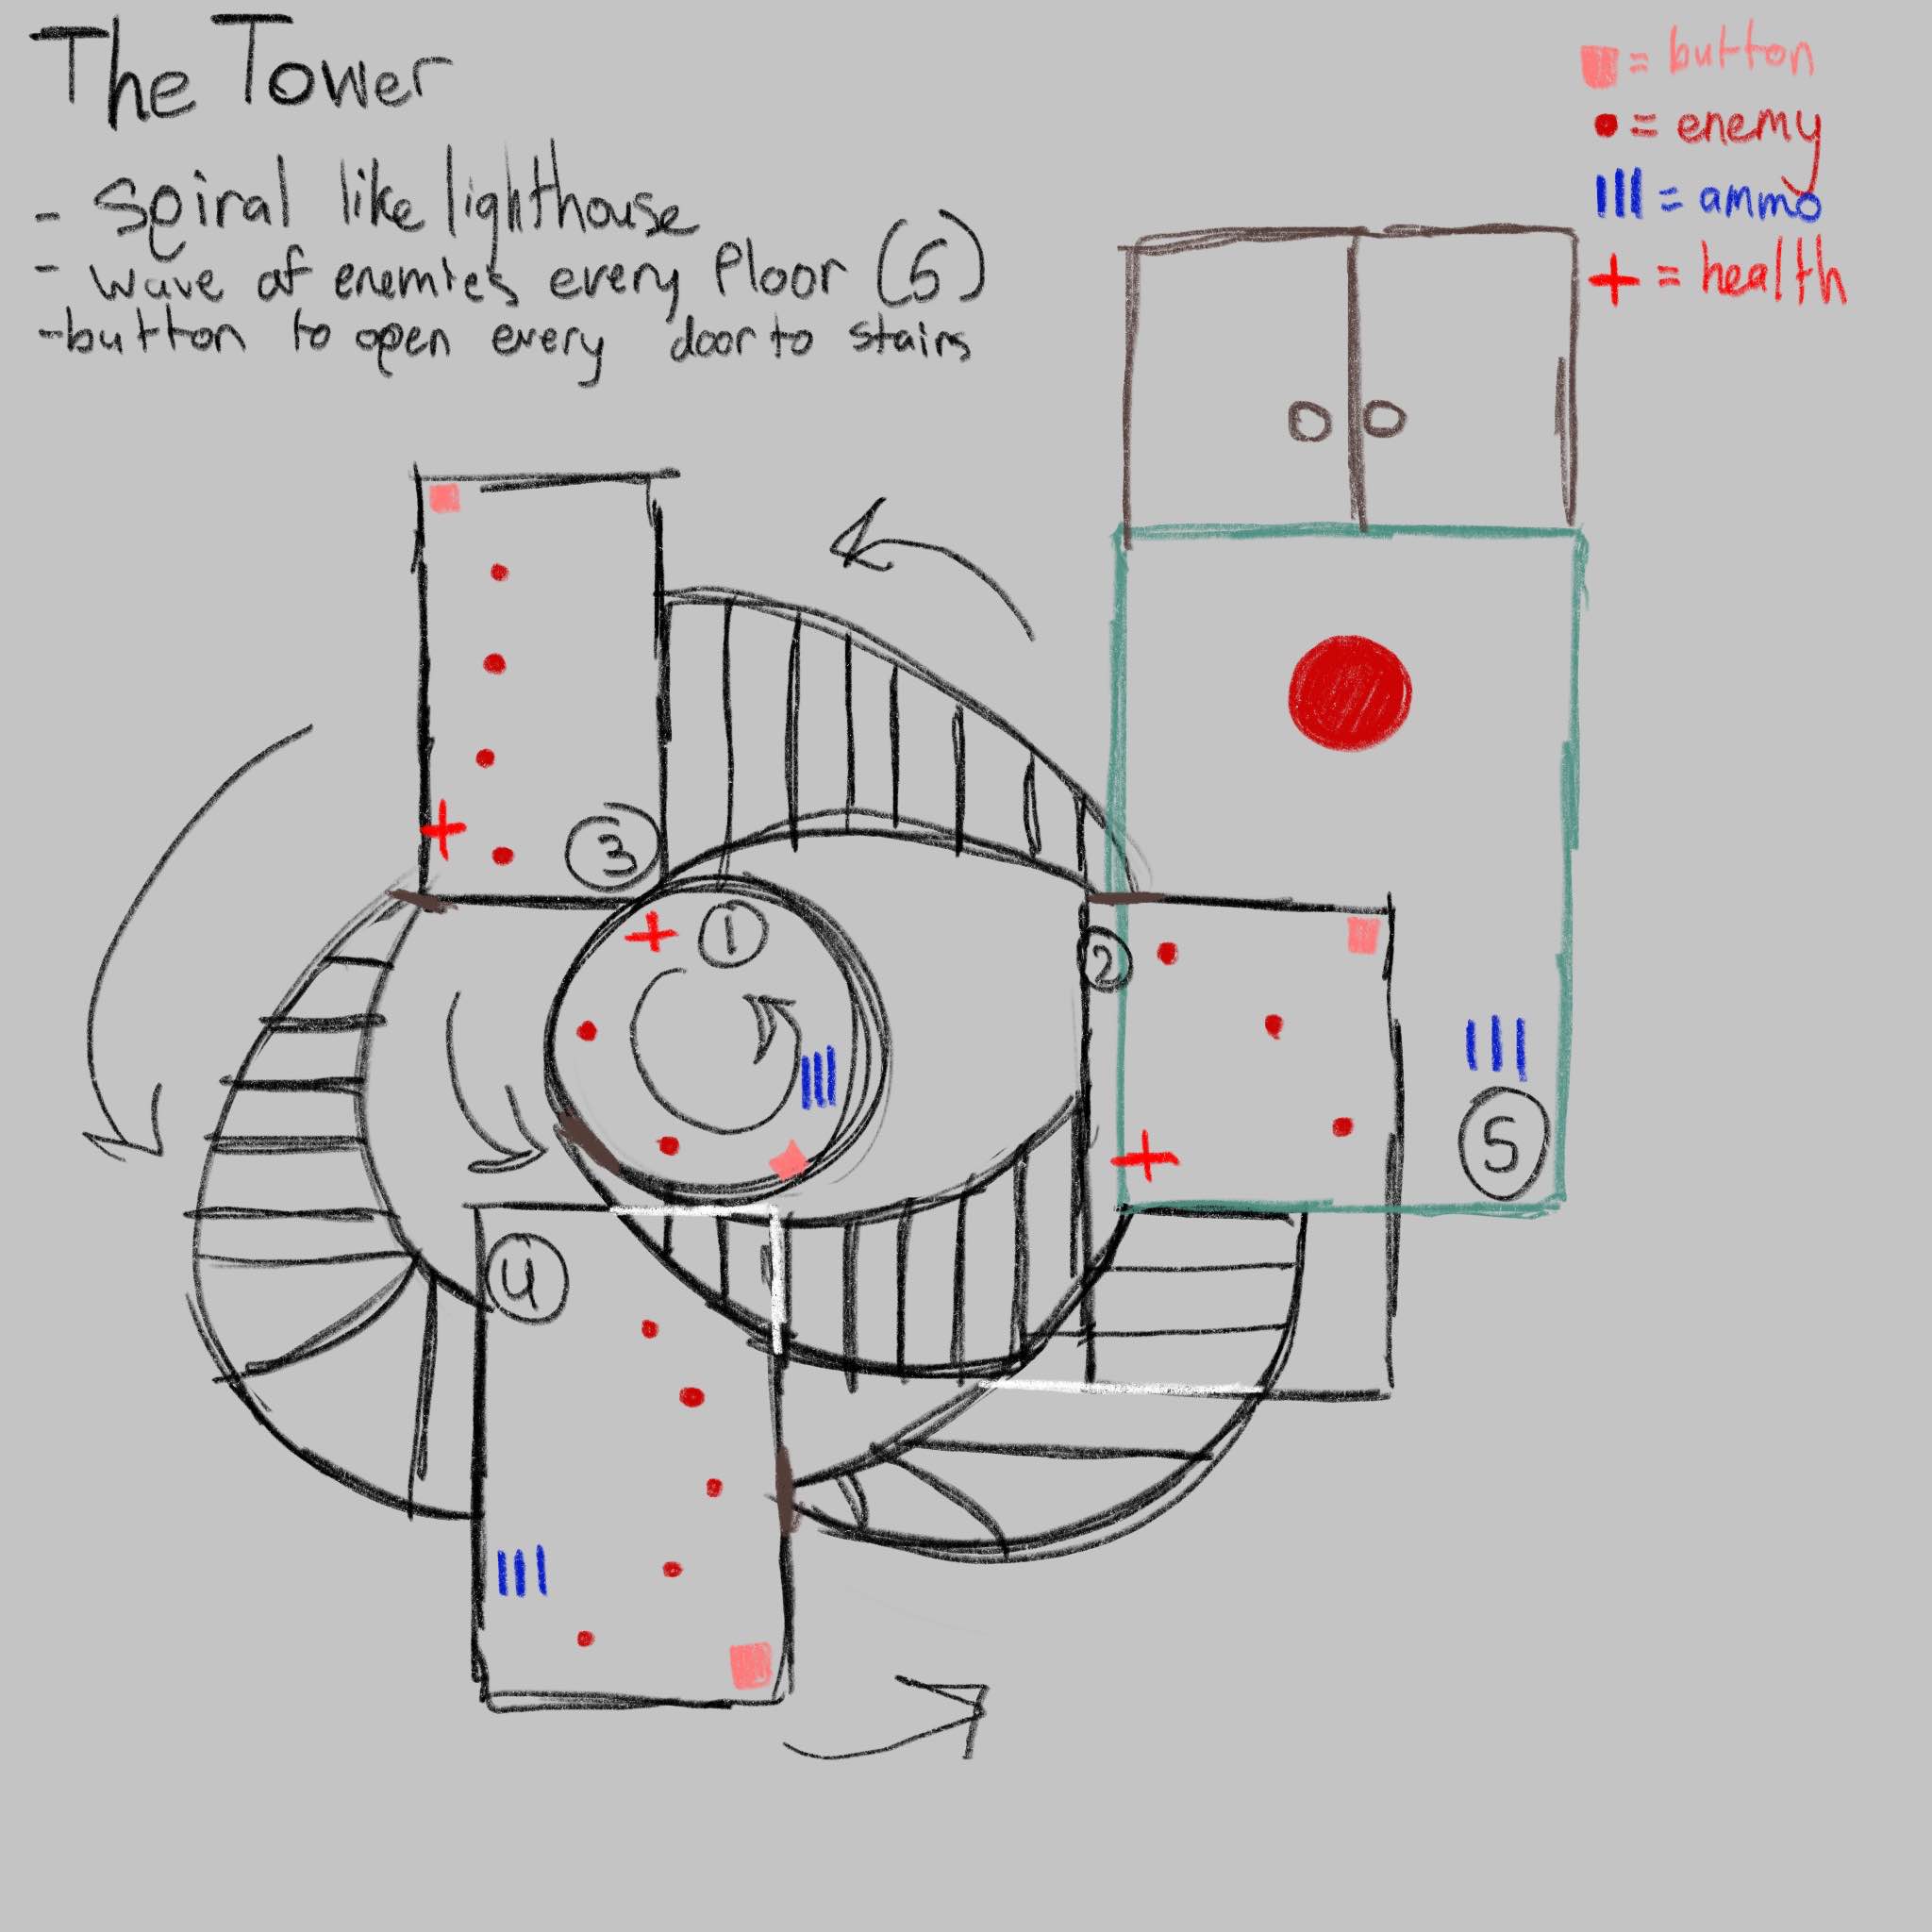 The Tower
- spiral like lighthouse
- wave of enemies every floor (5)
- button to open every door to stairs
= button
= enemy
= ammo
= health
3
1
2
5
4